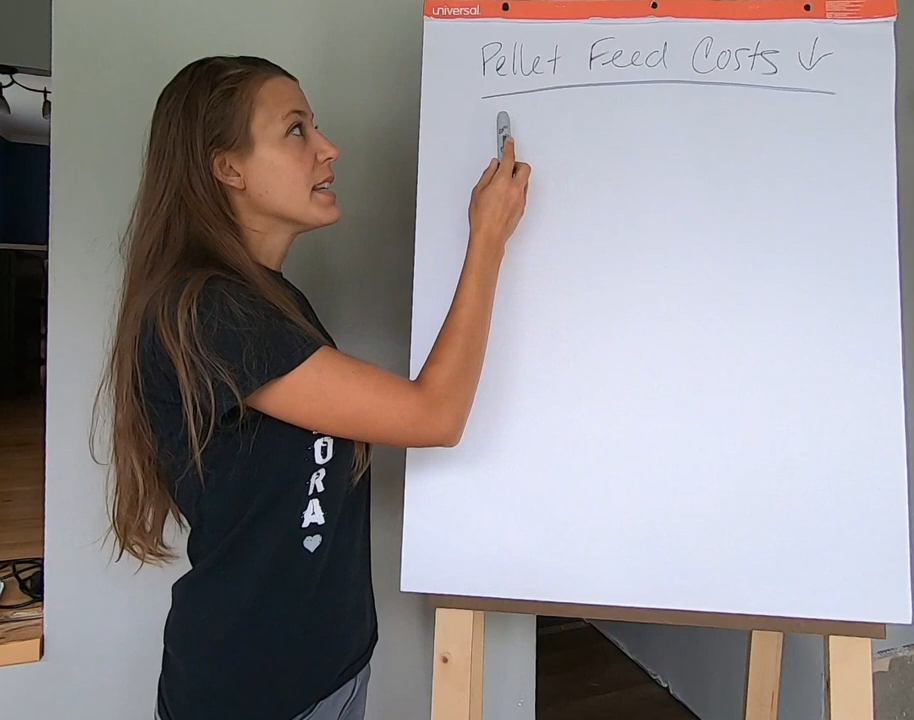 universal.
Pellet Feed Costs ↓
ORA